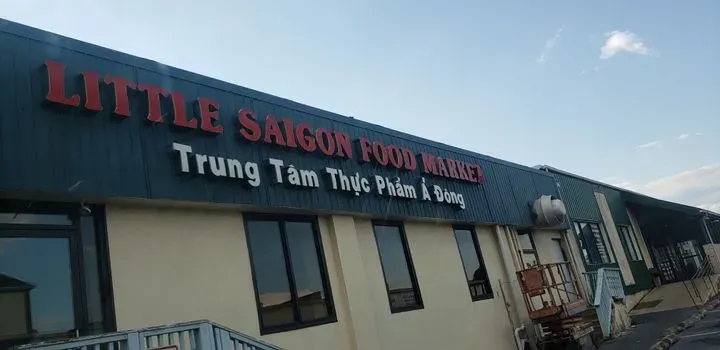 LITTLE SAIGON FOOD MARKET
Trung Tâm Thực Phẩm Á Đông